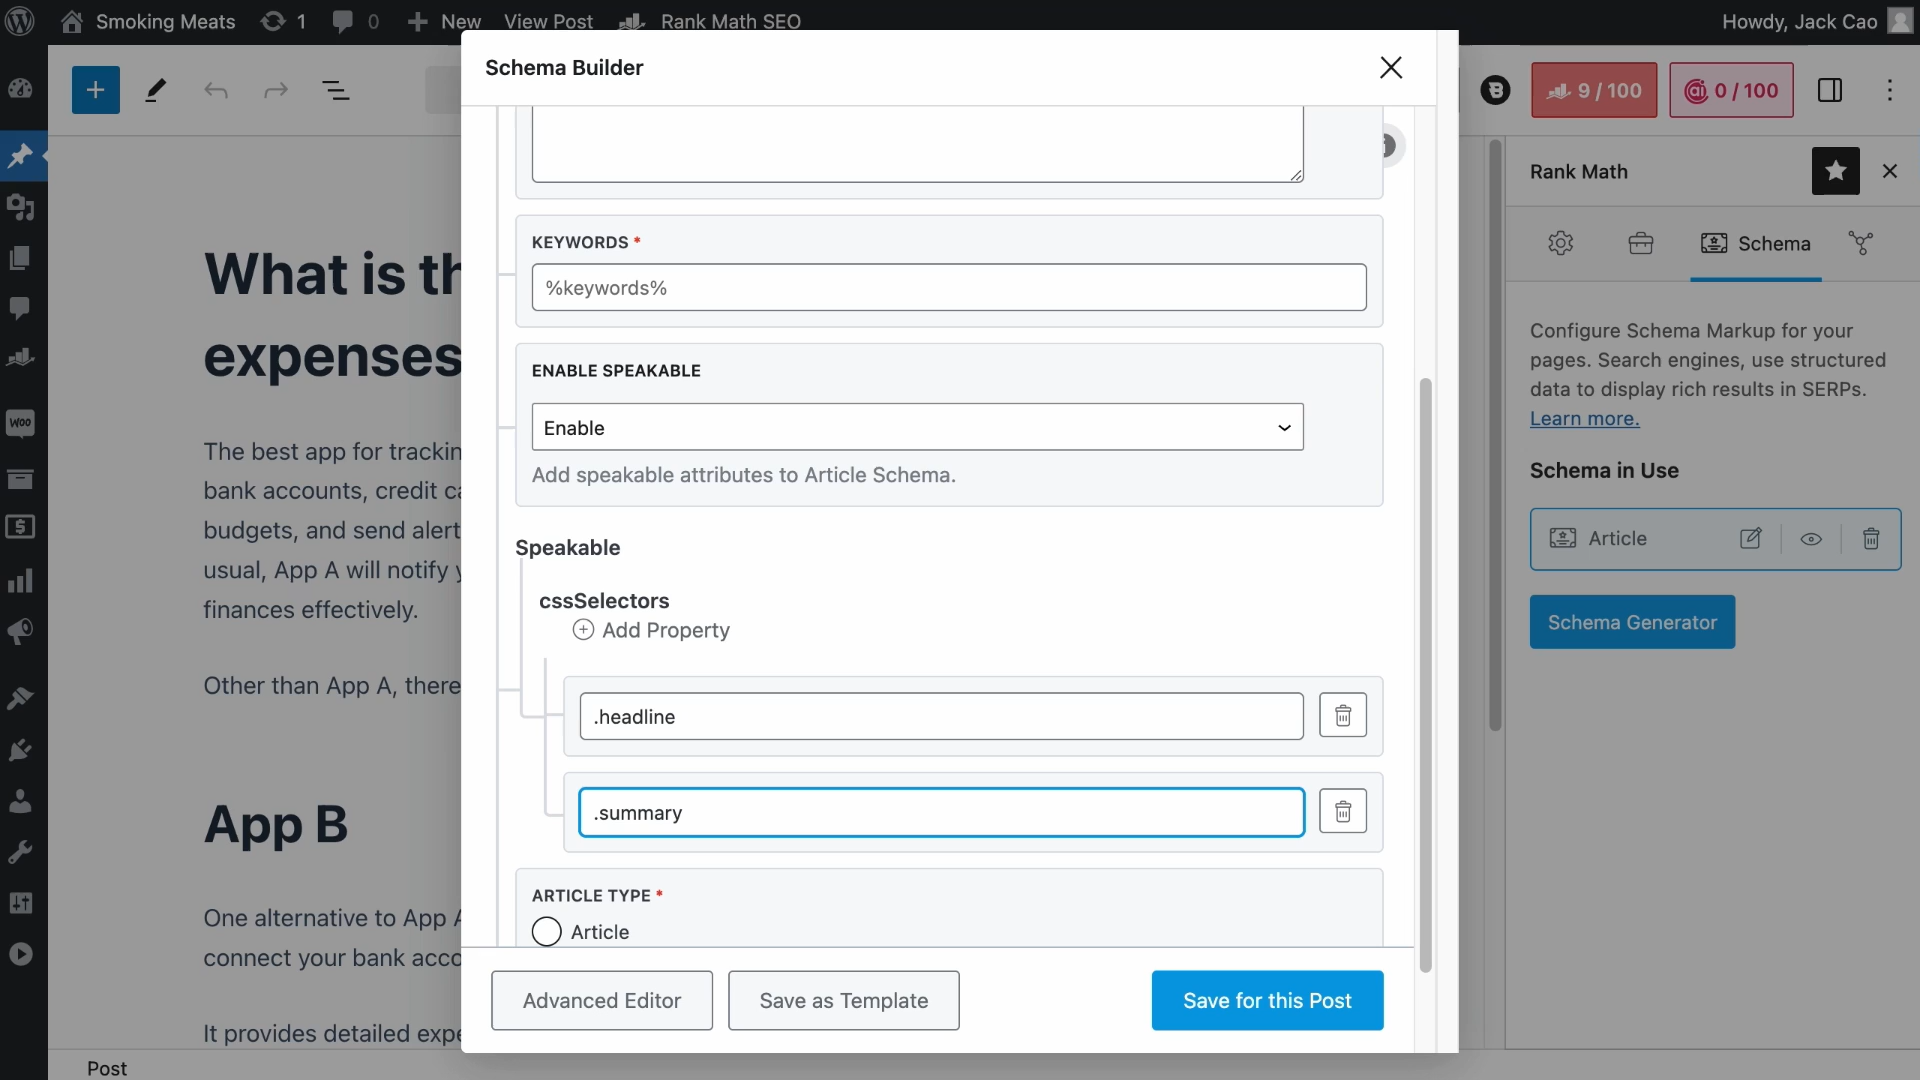 Smoking Meats
1
0
New
View Post
Rank Math SEO
Howdy, Jack Cao
Schema Builder
9 / 100
0 / 100
Rank Math
Schema
KEYWORDS *
%keywords%
ENABLE SPEAKABLE
Enable
Add speakable attributes to Article Schema.
Speakable
cssSelectors
Add Property
.headline
.summary
ARTICLE TYPE *
Article
Advanced Editor
Save as Template
Save for this Post
Configure Schema Markup for your
pages. Search engines, use structured
data to display rich results in SERPs.
Learn more.
Schema in Use
Article
Schema Generator
What is th
expenses
The best app for trackin
bank accounts, credit ca
budgets, and send alert
usual, App A will notify y
finances effectively.
Other than App A, there
App B
One alternative to App A
connect your bank acco
It provides detailed expe
Post
WOO